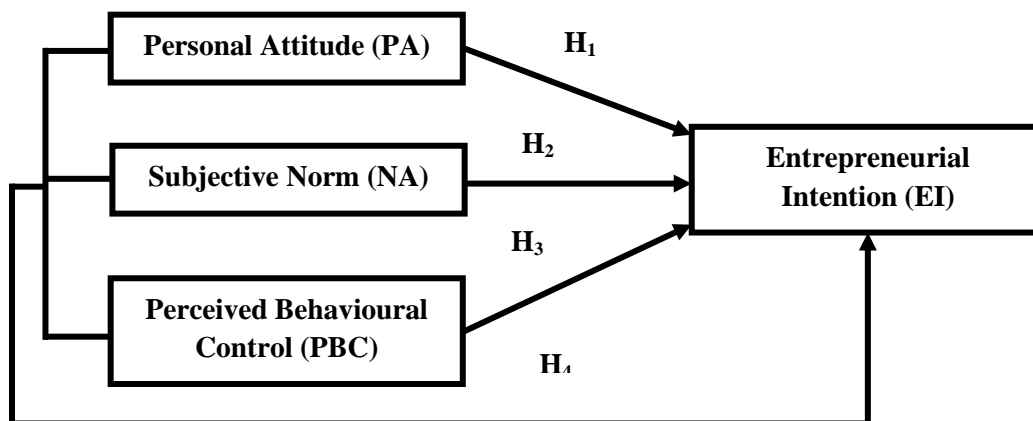 Personal Attitude (PA)
H₁
Subjective Norm (NA)
H₂
Entrepreneurial
Intention (EI)
H₃
Perceived Behavioural
Control (PBC)
H₄